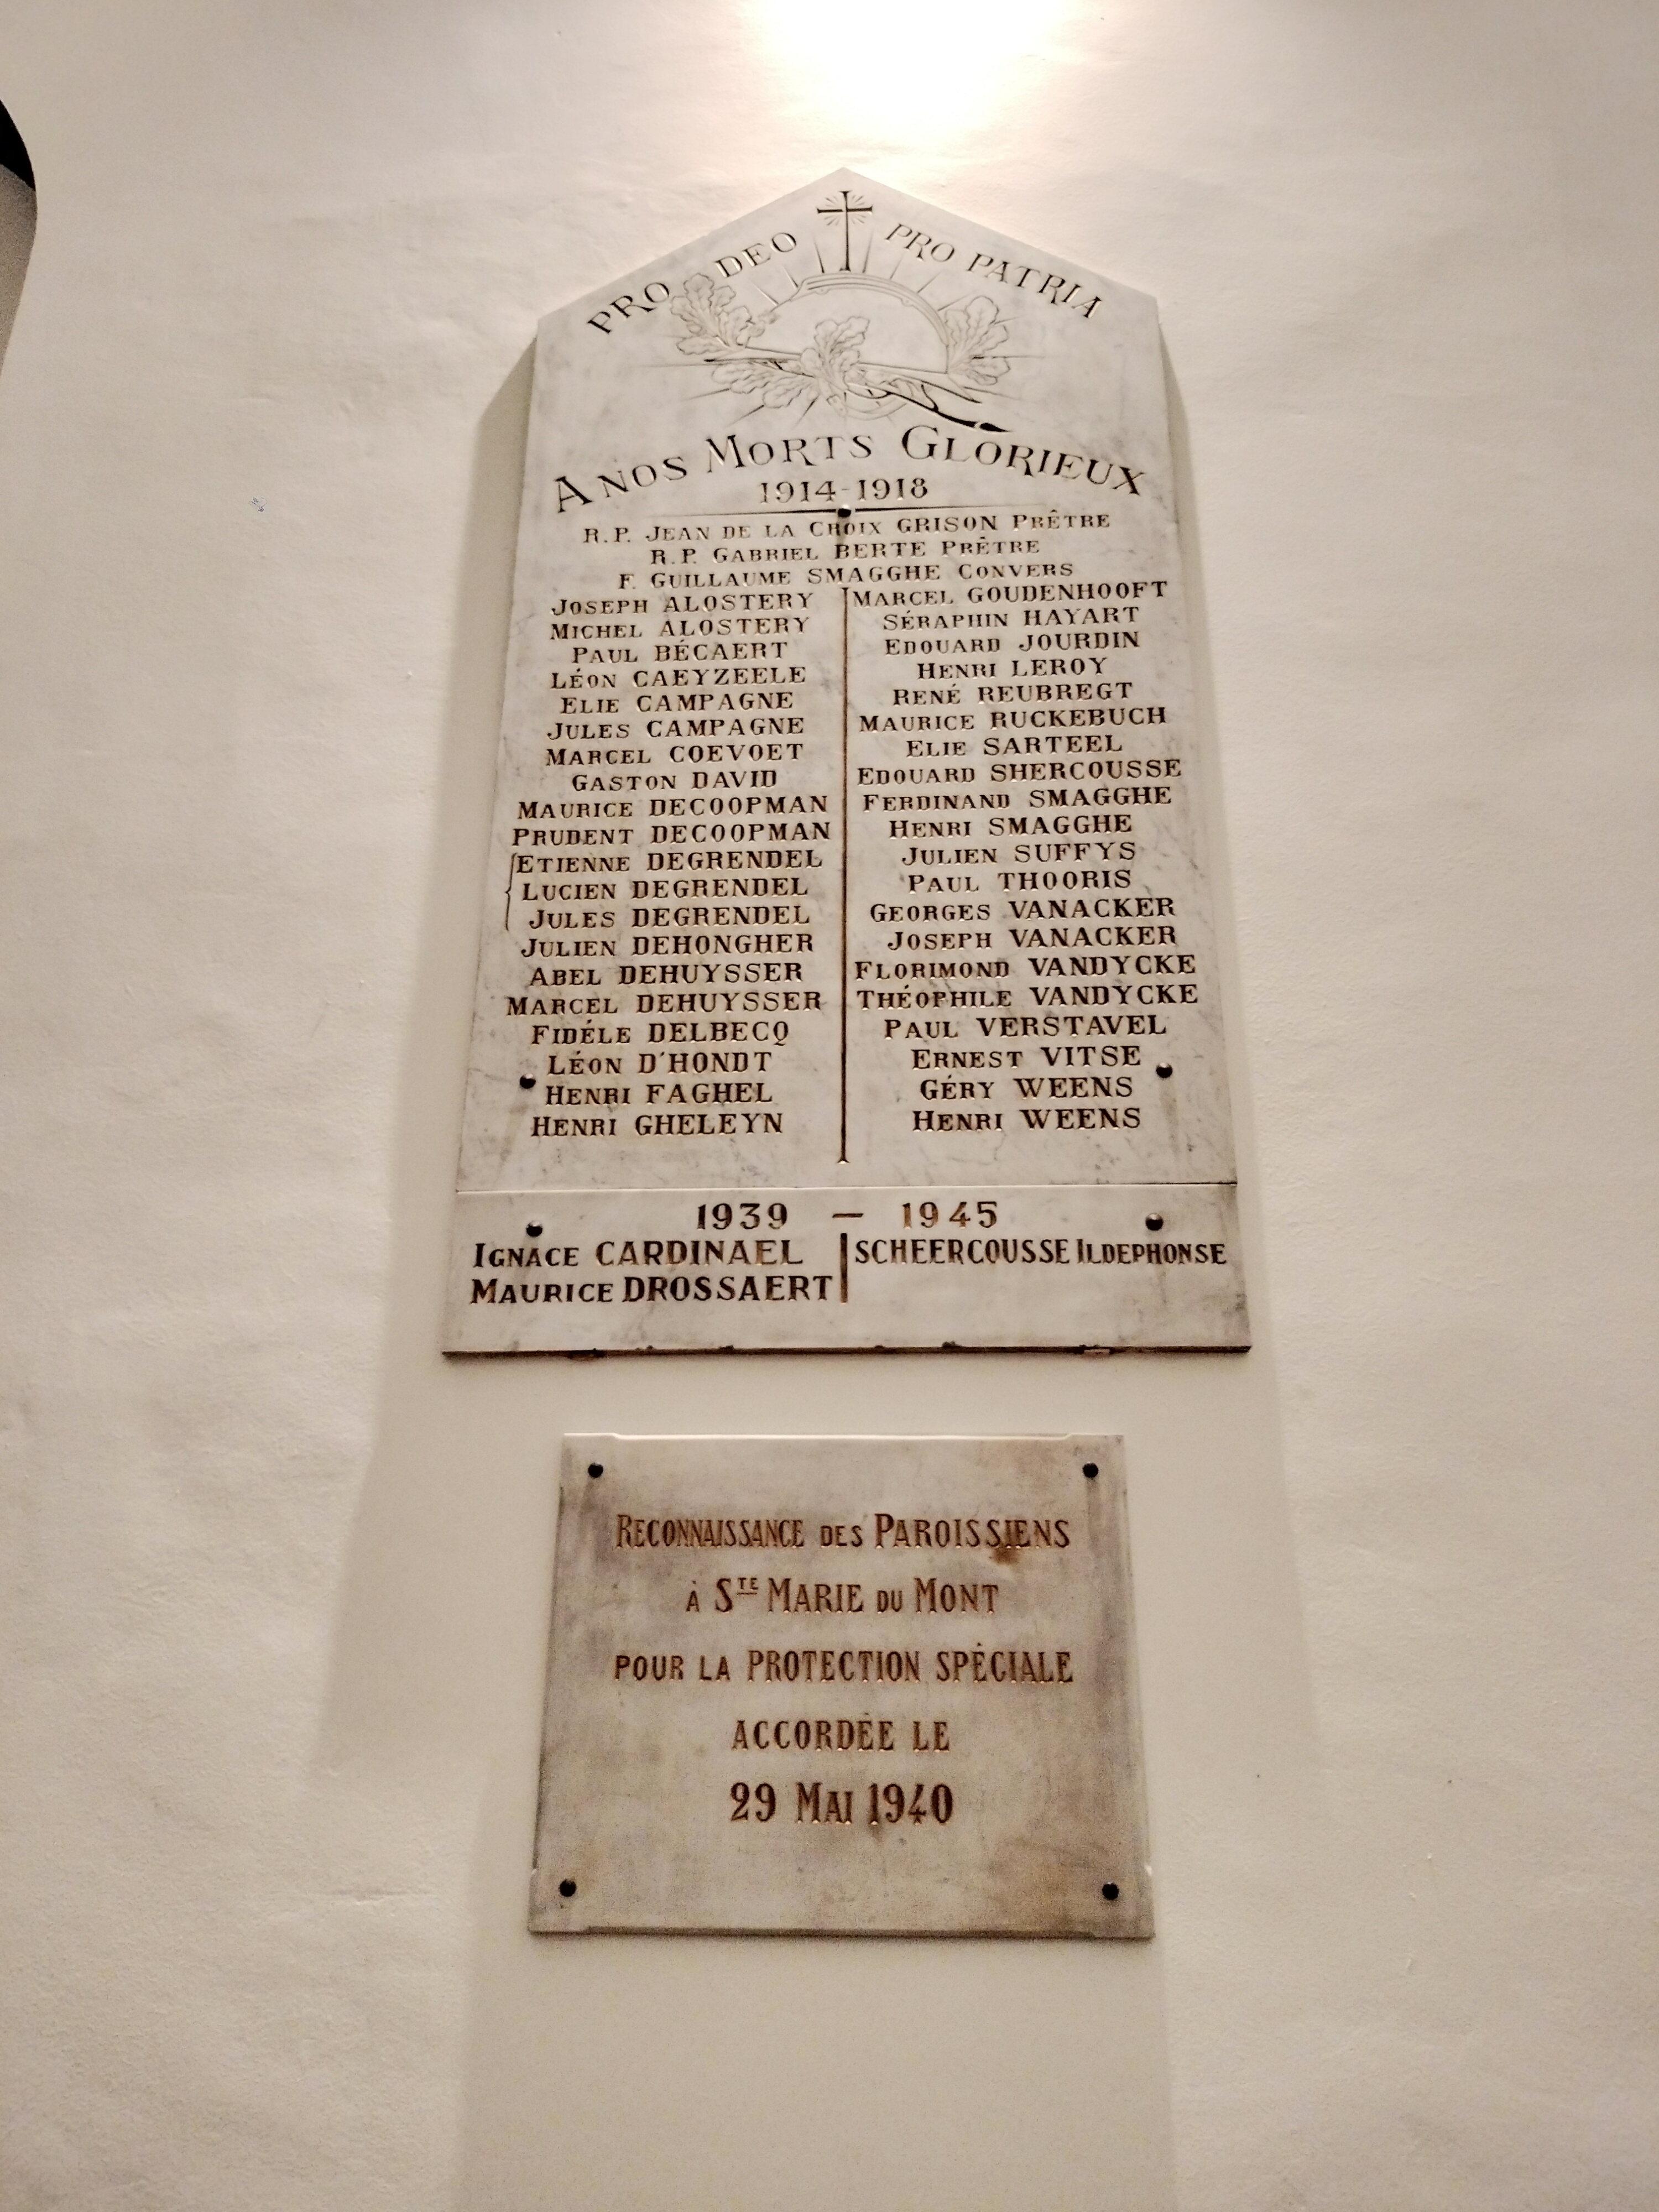 PRO DEO PRO PATRIA
A NOS MORTS GLORIEUX
1914-1918
R.P. JEAN DE LA CROIX GRISON PRÊTRE
R.P. GABRIEL BERTE PRÊTRE
F. GUILLAUME SMAGGHE CONVERS
JOSEPH ALOSTERY
MICHEL ALOSTERY
PAUL BÉCAERT
LÉON CAEYZEELE
ELIE CAMPAGNE
JULES CAMPAGNE
MARCEL COEVOET
GASTON DAVID
MAURICE DECOOPMAN
PRUDENT DECOOPMAN
ETIENNE DEGRENDEL
LUCIEN DEGRENDEL
JULES DEGRENDEL
JULIEN DEHONGHER
ABEL DEHUYSSER
MARCEL DEHUYSSER
FIDÉLE DELBECQ
LÉON D'HONDT
HENRI FAGHEL
HENRI GHELEYN
MARCEL GOUDENHOOFT
SÉRAPHIN HAYART
EDOUARD JOURDIN
HENRI LEROY
RENÉ REUBREGT
MAURICE RUCKEBUCH
ELIE SARTEEL
EDOUARD SHERCOUSSE
FERDINAND SMAGGHE
HENRI SMAGGHE
JULIEN SUFFYS
PAUL THOORIS
GEORGES VANACKER
JOSEPH VANACKER
FLORIMOND VANDYCKE
THÉOPHILE VANDYCKE
PAUL VERSTAVEL
ERNEST VITSE
GÉRY WEENS
HENRI WEENS
1939 — 1945
IGNACE CARDINAEL
MAURICE DROSSAERT
SCHEERCOUSSE ILDEPHONSE
RECONNAISSANCE DES PAROISSIENS
À STE MARIE DU MONT
POUR LA PROTECTION SPÉCIALE
ACCORDÉE LE
29 MAI 1940